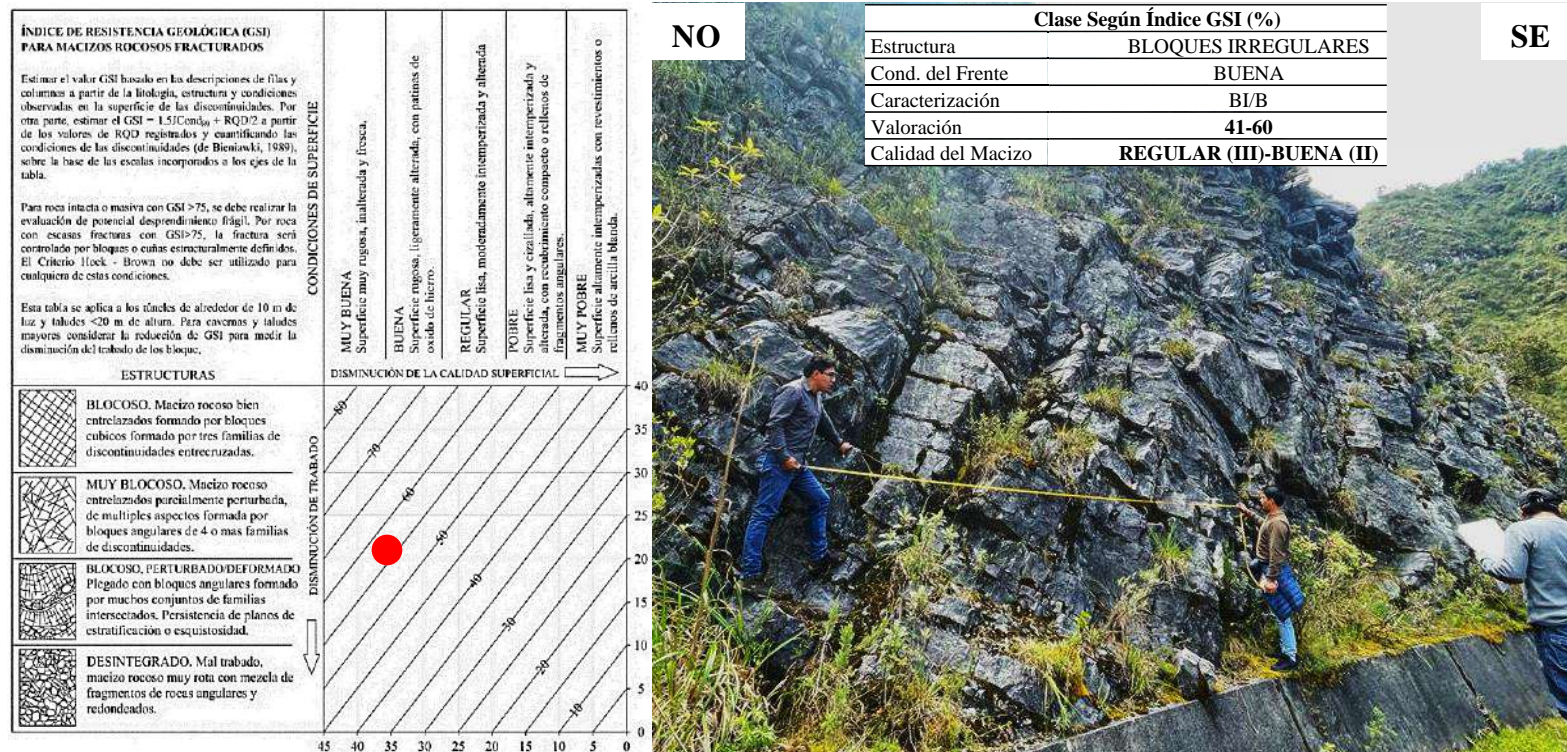 ÍNDICE DE RESISTENCIA GEOLÓGICA (GSI)
PARA MACIZOS ROCOSOS FRACTURADOS
Estimar el valor GSI basado en las descripciones de filas y
columnas a partir de la litología, estructura y condiciones
observadas en la superficie de las discontinuidades. Por
otra parte, estimar el GSI = 1.5JCond₈₉ + RQD/2 a partir
de los valores de RQD registrados y cuantificando las
condiciones de las discontinuidades (de Bieniawki, 1989),
sobre la base de las escalas incorporados a los ejes de la
tabla.
Para roca intacta o masiva con GSI >75, se debe realizar la
evaluación de potencial desprendimiento frágil. Por roca
con escasas fracturas con GSI>75, la fractura será
controlado por bloques o cuñas estructuralmente definidos.
El Criterio Hock - Brown no debe ser utilizado para
cualquiera de estas condiciones.
Esta tabla se aplica a los túneles de alrededor de 10 m de
luz y taludes <20 m de altura. Para cavernas y taludes
mayores considerar la reducción de GSI para medir la
disminución del trabado de los bloque,
ESTRUCTURAS
CONDICIONES DE SUPERFICIE
MUY BUENA
Superficie muy rugosa, inalterada y fresca,
BUENA
Superficie rugosa, ligeramente alterada, con patinas de
oxido de hierro.
REGULAR
Superficie lisa, moderadamente intemperizada y alterada
POBRE
Superficie lisa y cizallada, altamente intemperizada y
alterada, con recubrimiento compacto o rellenos de
fragmentos angulares.
MUY POBRE
Superficie altamente intemperizadas con revestimientos o
rellenos de arcilla blanda.
DISMINUCIÓN DE LA CALIDAD SUPERFICIAL
BLOCOSO. Macizo rocoso bien
entrelazados formado por bloques
cubicos formado por tres familias de
discontinuidades entrecruzadas.
MUY BLOCOSO. Macizo rocoso
entrelazados parcialmente perturbada,
de multiples aspectos formada por
bloques angulares de 4 o mas familias
de discontinuidades.
BLOCOSO, PERTURBADO/DEFORMADO
Plegado con bloques angulares formado
por muchos conjuntos de familias
intersectados. Persistencia de planos de
estratificación o esquistosidad.
DESINTEGRADO. Mal trabado,
macizo rocoso muy rota con mezcla de
fragmentos de rocas angulares y
redondeados.
DISMINUCIÓN DE TRABADO
80
70
60
50
40
30
20
10
40
35
30
25
20
15
10
5
0
45 40 35 30 25 20 15 10 5 0
NO
SE
Clase Según Índice GSI (%)
Estructura BLOQUES IRREGULARES
Cond. del Frente BUENA
Caracterización BI/B
Valoración 41-60
Calidad del Macizo REGULAR (III)-BUENA (II)